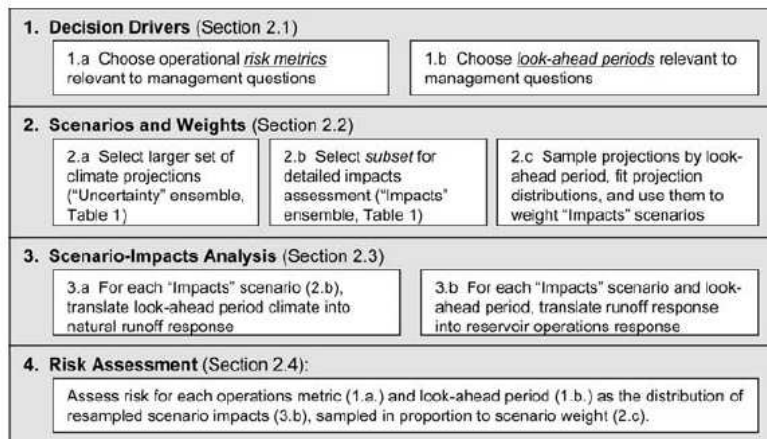 1. Decision Drivers (Section 2.1)
1.a Choose operational risk metrics
relevant to management questions
1.b Choose look-ahead periods relevant to
management questions
2. Scenarios and Weights (Section 2.2)
2.a Select larger set of
climate projections
("Uncertainty" ensemble,
Table 1)
2.b Select subset for
detailed impacts
assessment ("Impacts"
ensemble, Table 1)
2.c Sample projections by look-
ahead period, fit projection
distributions, and use them to
weight "Impacts" scenarios
3. Scenario-Impacts Analysis (Section 2.3)
3.a For each "Impacts" scenario (2.b),
translate look-ahead period climate into
natural runoff response
3.b For each "Impacts" scenario and look-
ahead period, translate runoff response
into reservoir operations response
4. Risk Assessment (Section 2.4):
Assess risk for each operations metric (1.a.) and look-ahead period (1.b.) as the distribution of
resampled scenario impacts (3.b), sampled in proportion to scenario weight (2.c).